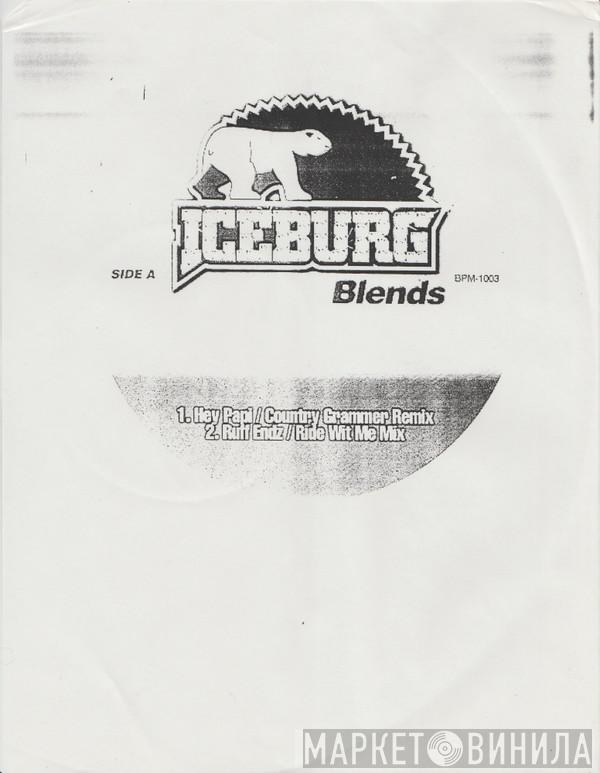 ICEBURG
Blends
SIDE A
BPM-1003
1. Hey Papi / Country Grammer Remix
2. Ruff Endz / Ride Wit Me Mix
МАРКЕТ ВИНИЛА